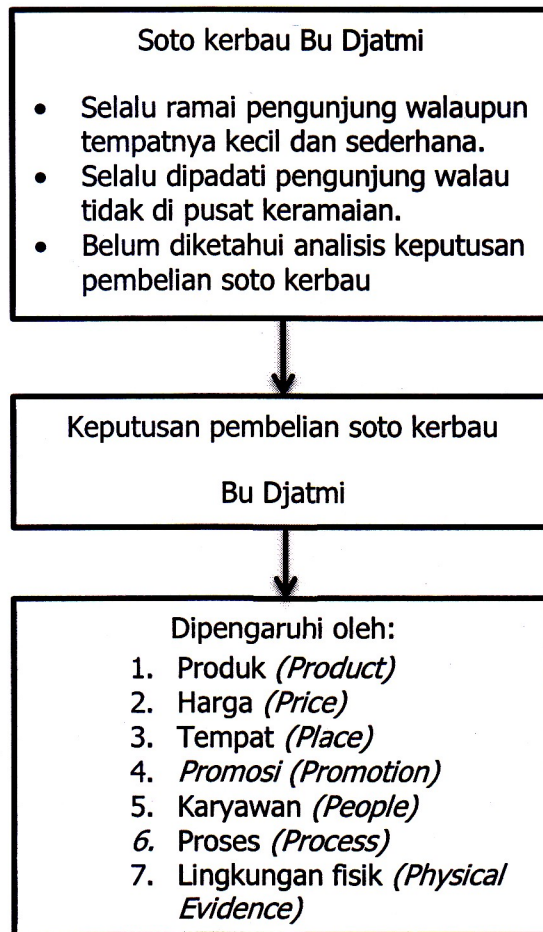 Soto kerbau Bu Djatmi
• Selalu ramai pengunjung walaupun
tempatnya kecil dan sederhana.
• Selalu dipadati pengunjung walau
tidak di pusat keramaian.
• Belum diketahui analisis keputusan
pembelian soto kerbau
Keputusan pembelian soto kerbau
Bu Djatmi
Dipengaruhi oleh:
1. Produk (Product)
2. Harga (Price)
3. Tempat (Place)
4. Promosi (Promotion)
5. Karyawan (People)
6. Proses (Process)
7. Lingkungan fisik (Physical
Evidence)